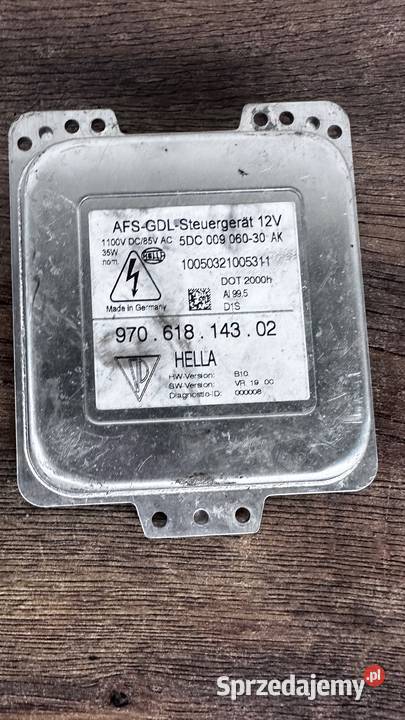 AFS-GDL-Steuergerät 12V
1100V DC/85V AC 5DC 009 060-30 AK
35W
nom.
HELLA
10050321005311
DOT 2000h
Al 99,5
D1S
Made in Germany
970.618.143.02
HELLA
HW-Version: B10
SW-Version: VR 19 00
Diagnostic-ID: 000008
Sprzedajemy.pl